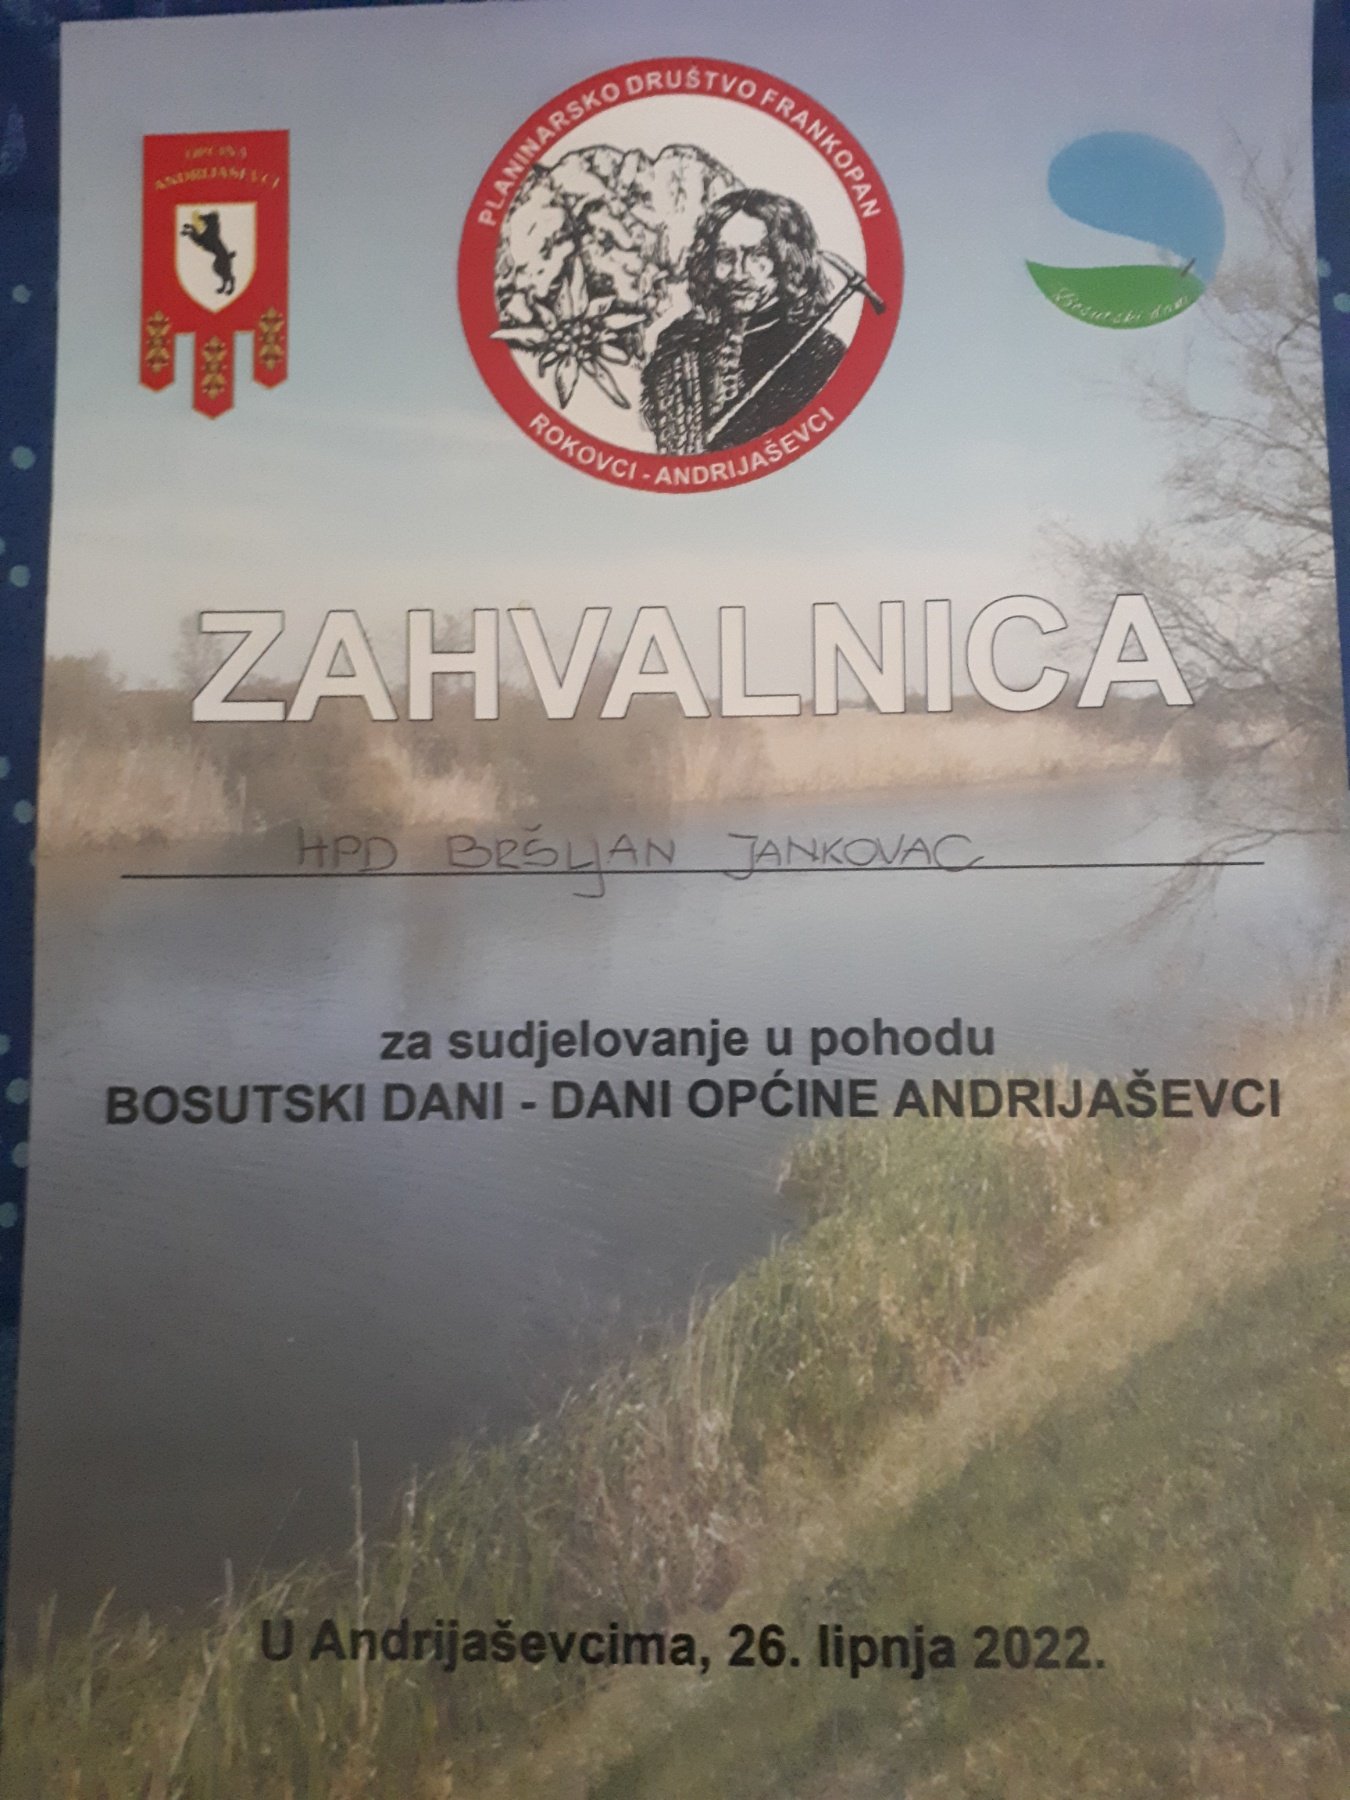 OPĆINA
ANDRIJAŠEVCI
PLANINARSKO DRUŠTVO FRANKOPAN
ROKOVCI - ANDRIJAŠEVCI
Bosutski dani
ZAHVALNICA
HPD BRŠLJAN JANKOVAC
za sudjelovanje u pohodu
BOSUTSKI DANI - DANI OPĆINE ANDRIJAŠEVCI
U Andrijaševcima, 26. lipnja 2022.